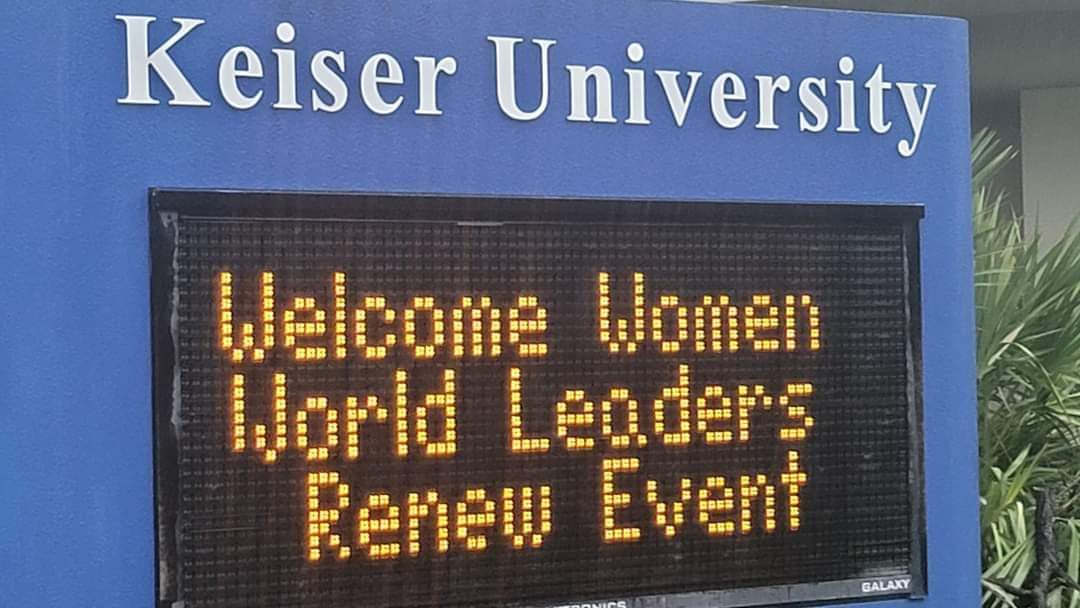 Keiser University
Welcome Women
World Leaders
Renew Event
GALAXY